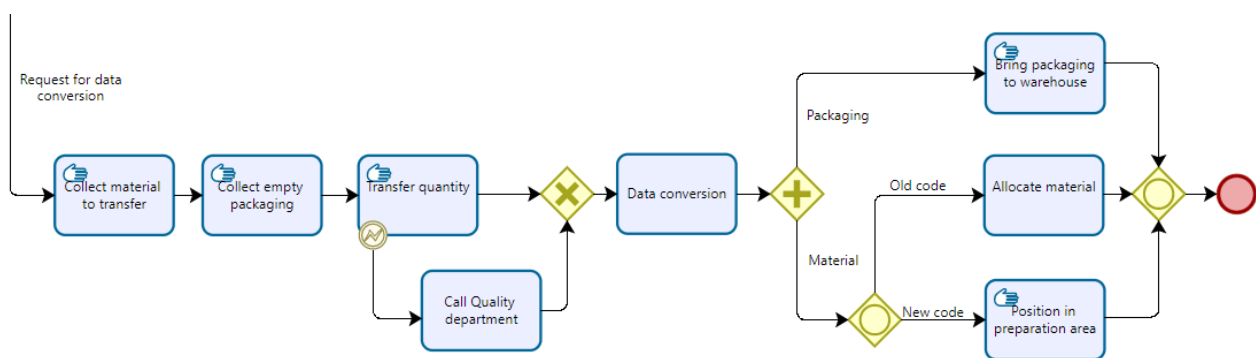 Request for data
conversion
Collect material
to transfer
Collect empty
packaging
Transfer quantity
Call Quality
department
Data conversion
Packaging
Material
Bring packaging
to warehouse
Old code
Allocate material
New code
Position in
preparation area